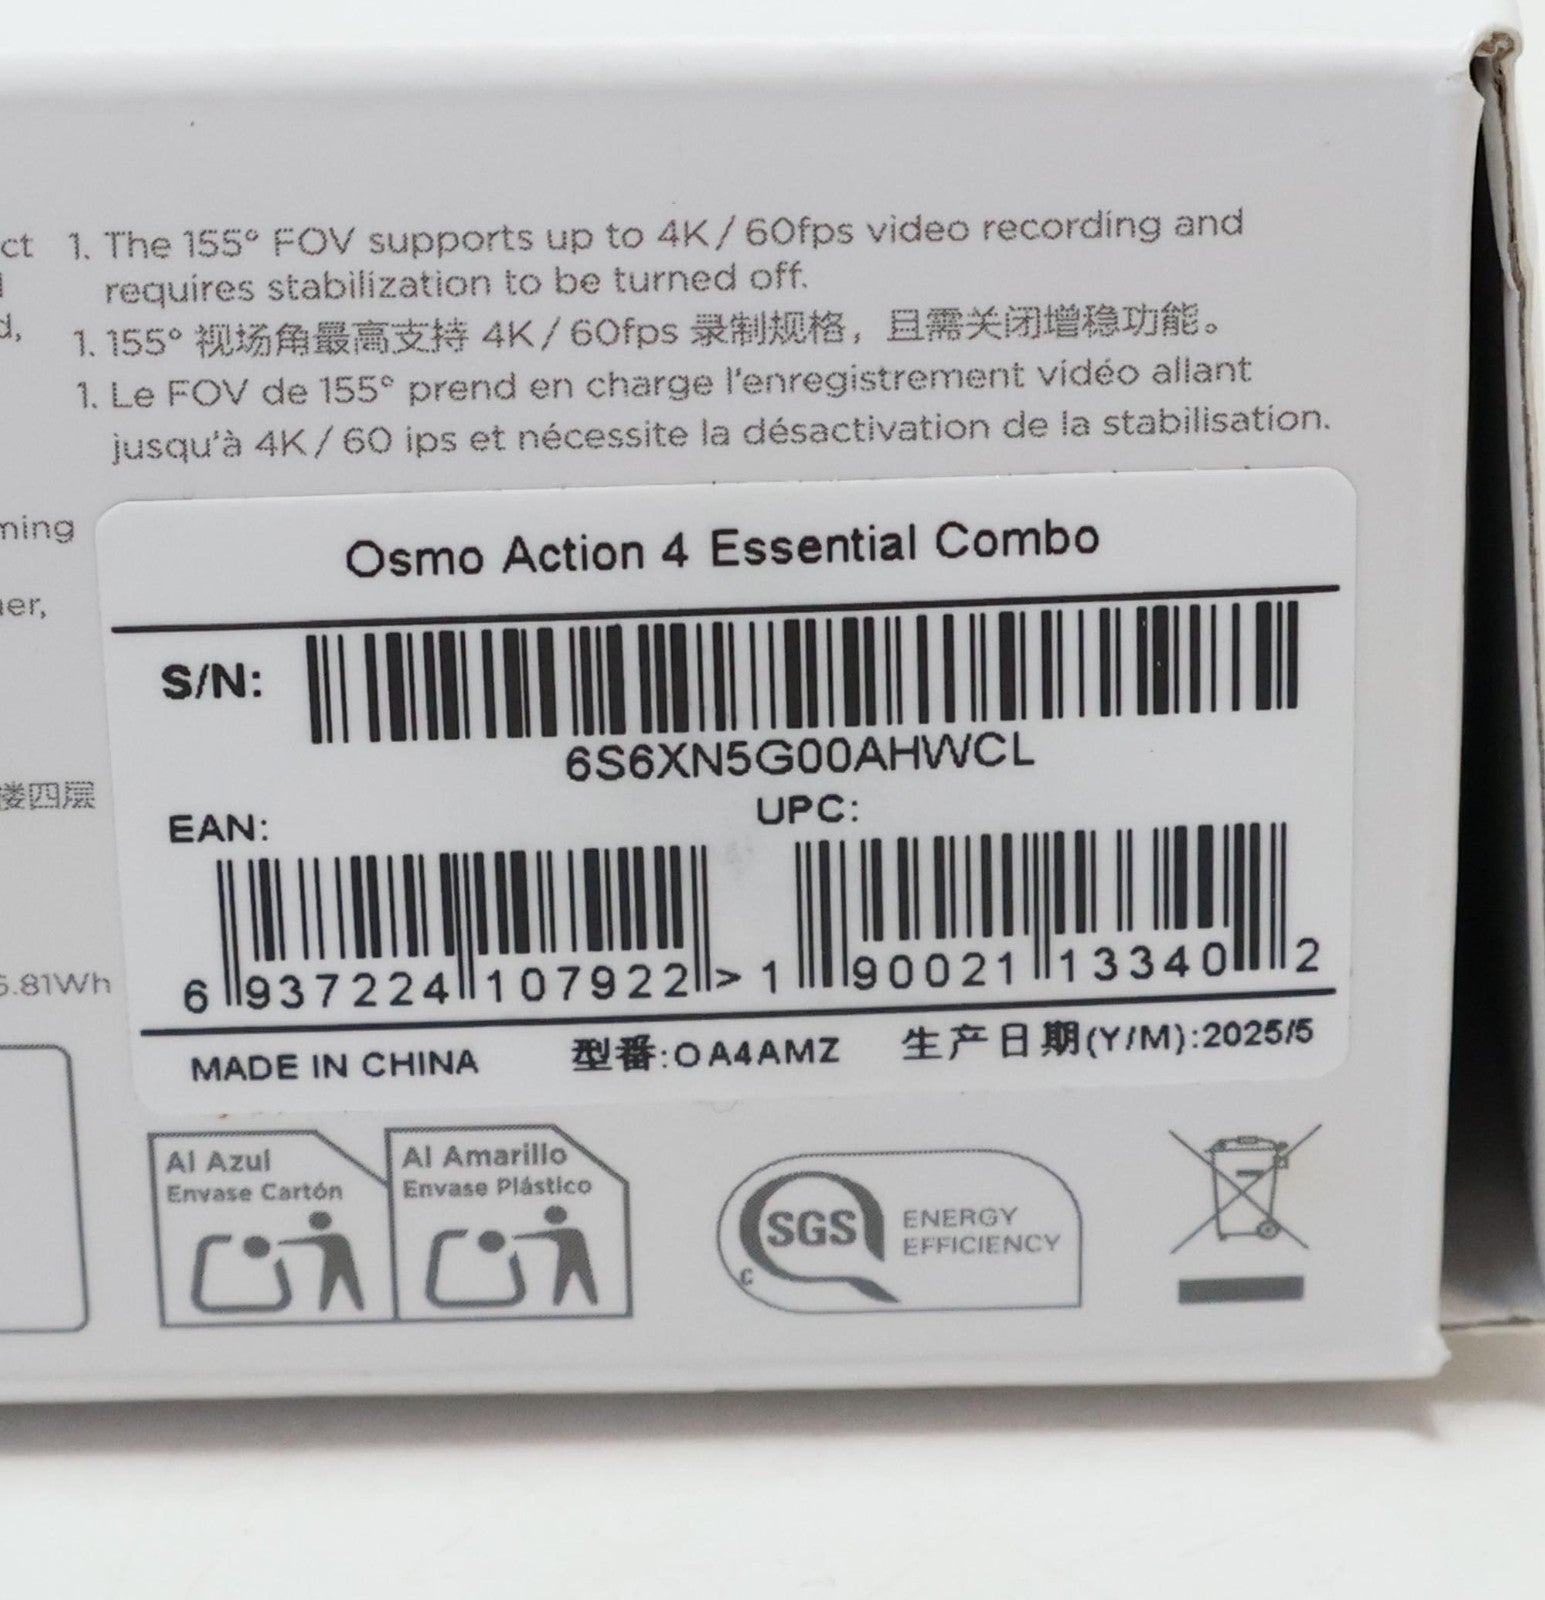 ct
1. The 155° FOV supports up to 4K / 60fps video recording and
requires stabilization to be turned off.
d,
1. 155° 视场角最高支持 4K / 60fps 录制规格，且需关闭增稳功能。
1. Le FOV de 155° prend en charge l'enregistrement vidéo allant
jusqu'à 4K / 60 ips et nécessite la désactivation de la stabilisation.
ming
er,
楼四层
6.81Wh
Osmo Action 4 Essential Combo
S/N:
6S6XN5G00AHWCL
EAN:
6 937224 107922 >
UPC:
1 90021 13340 2
MADE IN CHINA 型番:OA4AMZ 生产日期(Y/M):2025/5
Al Azul
Envase Cartón
Al Amarillo
Envase Plástico
SGS
C
ENERGY
EFFICIENCY